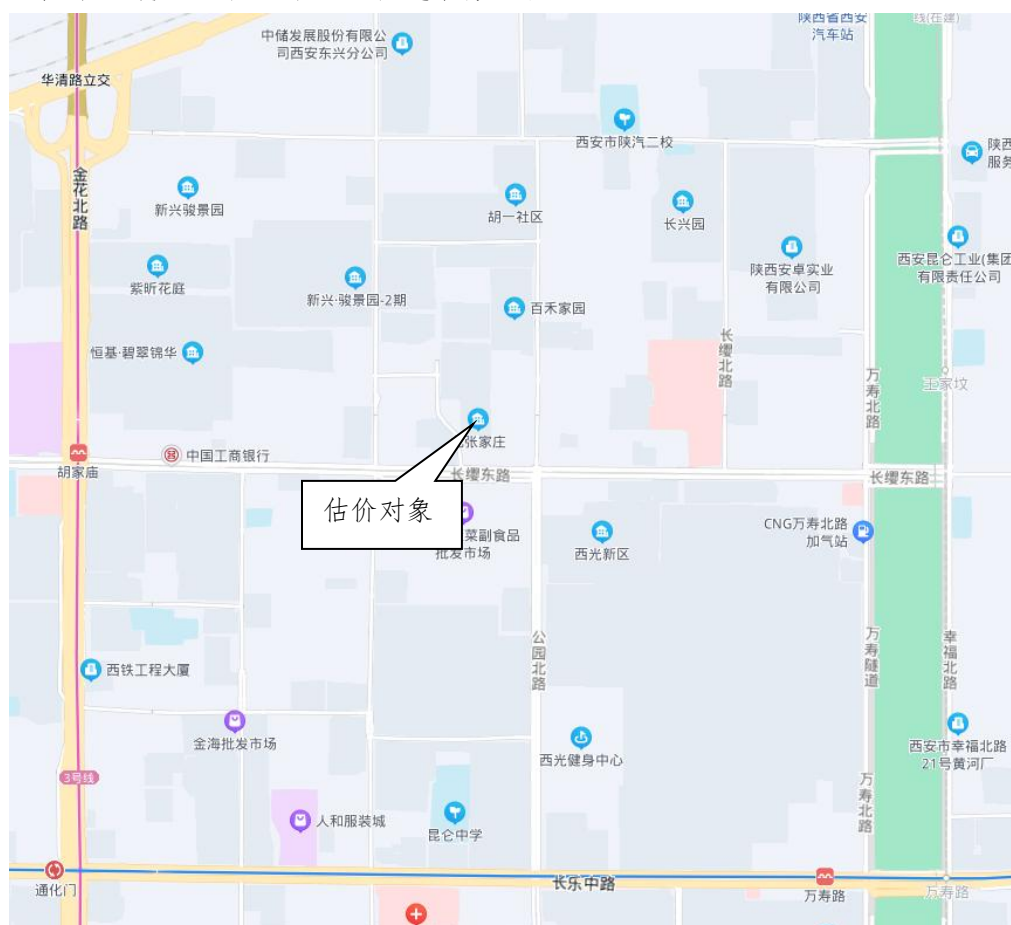 陕西省西安
汽车站
线(在建)
中储发展股份有限公
司西安东兴分公司
华清路立交
西安市陕汽二校
陕西
服务
金花北路
新兴骏景园
胡一社区
长兴园
西安昆仑工业(集团
有限责任公司
陕西安卓实业
有限公司
紫昕花庭
新兴·骏景园-2期
百禾家园
长缨北路
恒基·碧翠锦华
万寿北路
王家坟
张家庄
中国工商银行
胡家庙
长缨东路
长缨东路
估价对象
菜副食品
批发市场
西光新区
CNG万寿北路
加气站
公园北路
万寿隧道
幸福北路
西铁工程大厦
金海批发市场
西光健身中心
西安市幸福北路
21号黄河厂
3号线
万寿北路
人和服装城
昆仑中学
通化门
长乐中路
万寿路
万寿路